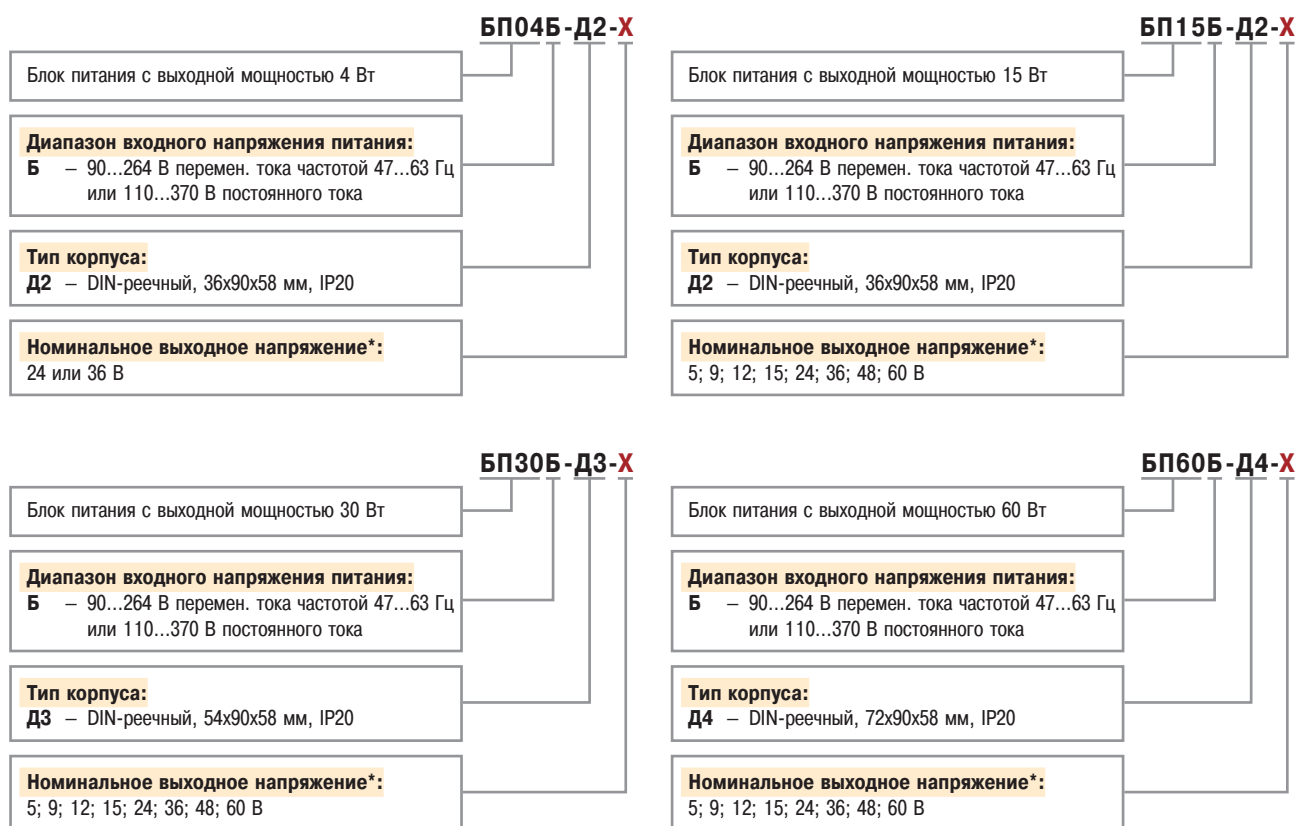 БП04Б-Д2-Х
Блок питания с выходной мощностью 4 Вт
Диапазон входного напряжения питания:
Б – 90...264 В перемен. тока частотой 47...63 Гц
или 110...370 В постоянного тока
Тип корпуса:
Д2 – DIN-реечный, 36х90х58 мм, IP20
Номинальное выходное напряжение*:
24 или 36 В
БП15Б-Д2-Х
Блок питания с выходной мощностью 15 Вт
Диапазон входного напряжения питания:
Б – 90...264 В перемен. тока частотой 47...63 Гц
или 110...370 В постоянного тока
Тип корпуса:
Д2 – DIN-реечный, 36х90х58 мм, IP20
Номинальное выходное напряжение*:
5; 9; 12; 15; 24; 36; 48; 60 В
БП30Б-Д3-Х
Блок питания с выходной мощностью 30 Вт
Диапазон входного напряжения питания:
Б – 90...264 В перемен. тока частотой 47...63 Гц
или 110...370 В постоянного тока
Тип корпуса:
Д3 – DIN-реечный, 54х90х58 мм, IP20
Номинальное выходное напряжение*:
5; 9; 12; 15; 24; 36; 48; 60 В
БП60Б-Д4-Х
Блок питания с выходной мощностью 60 Вт
Диапазон входного напряжения питания:
Б – 90...264 В перемен. тока частотой 47...63 Гц
или 110...370 В постоянного тока
Тип корпуса:
Д4 – DIN-реечный, 72х90х58 мм, IP20
Номинальное выходное напряжение*:
5; 9; 12; 15; 24; 36; 48; 60 В